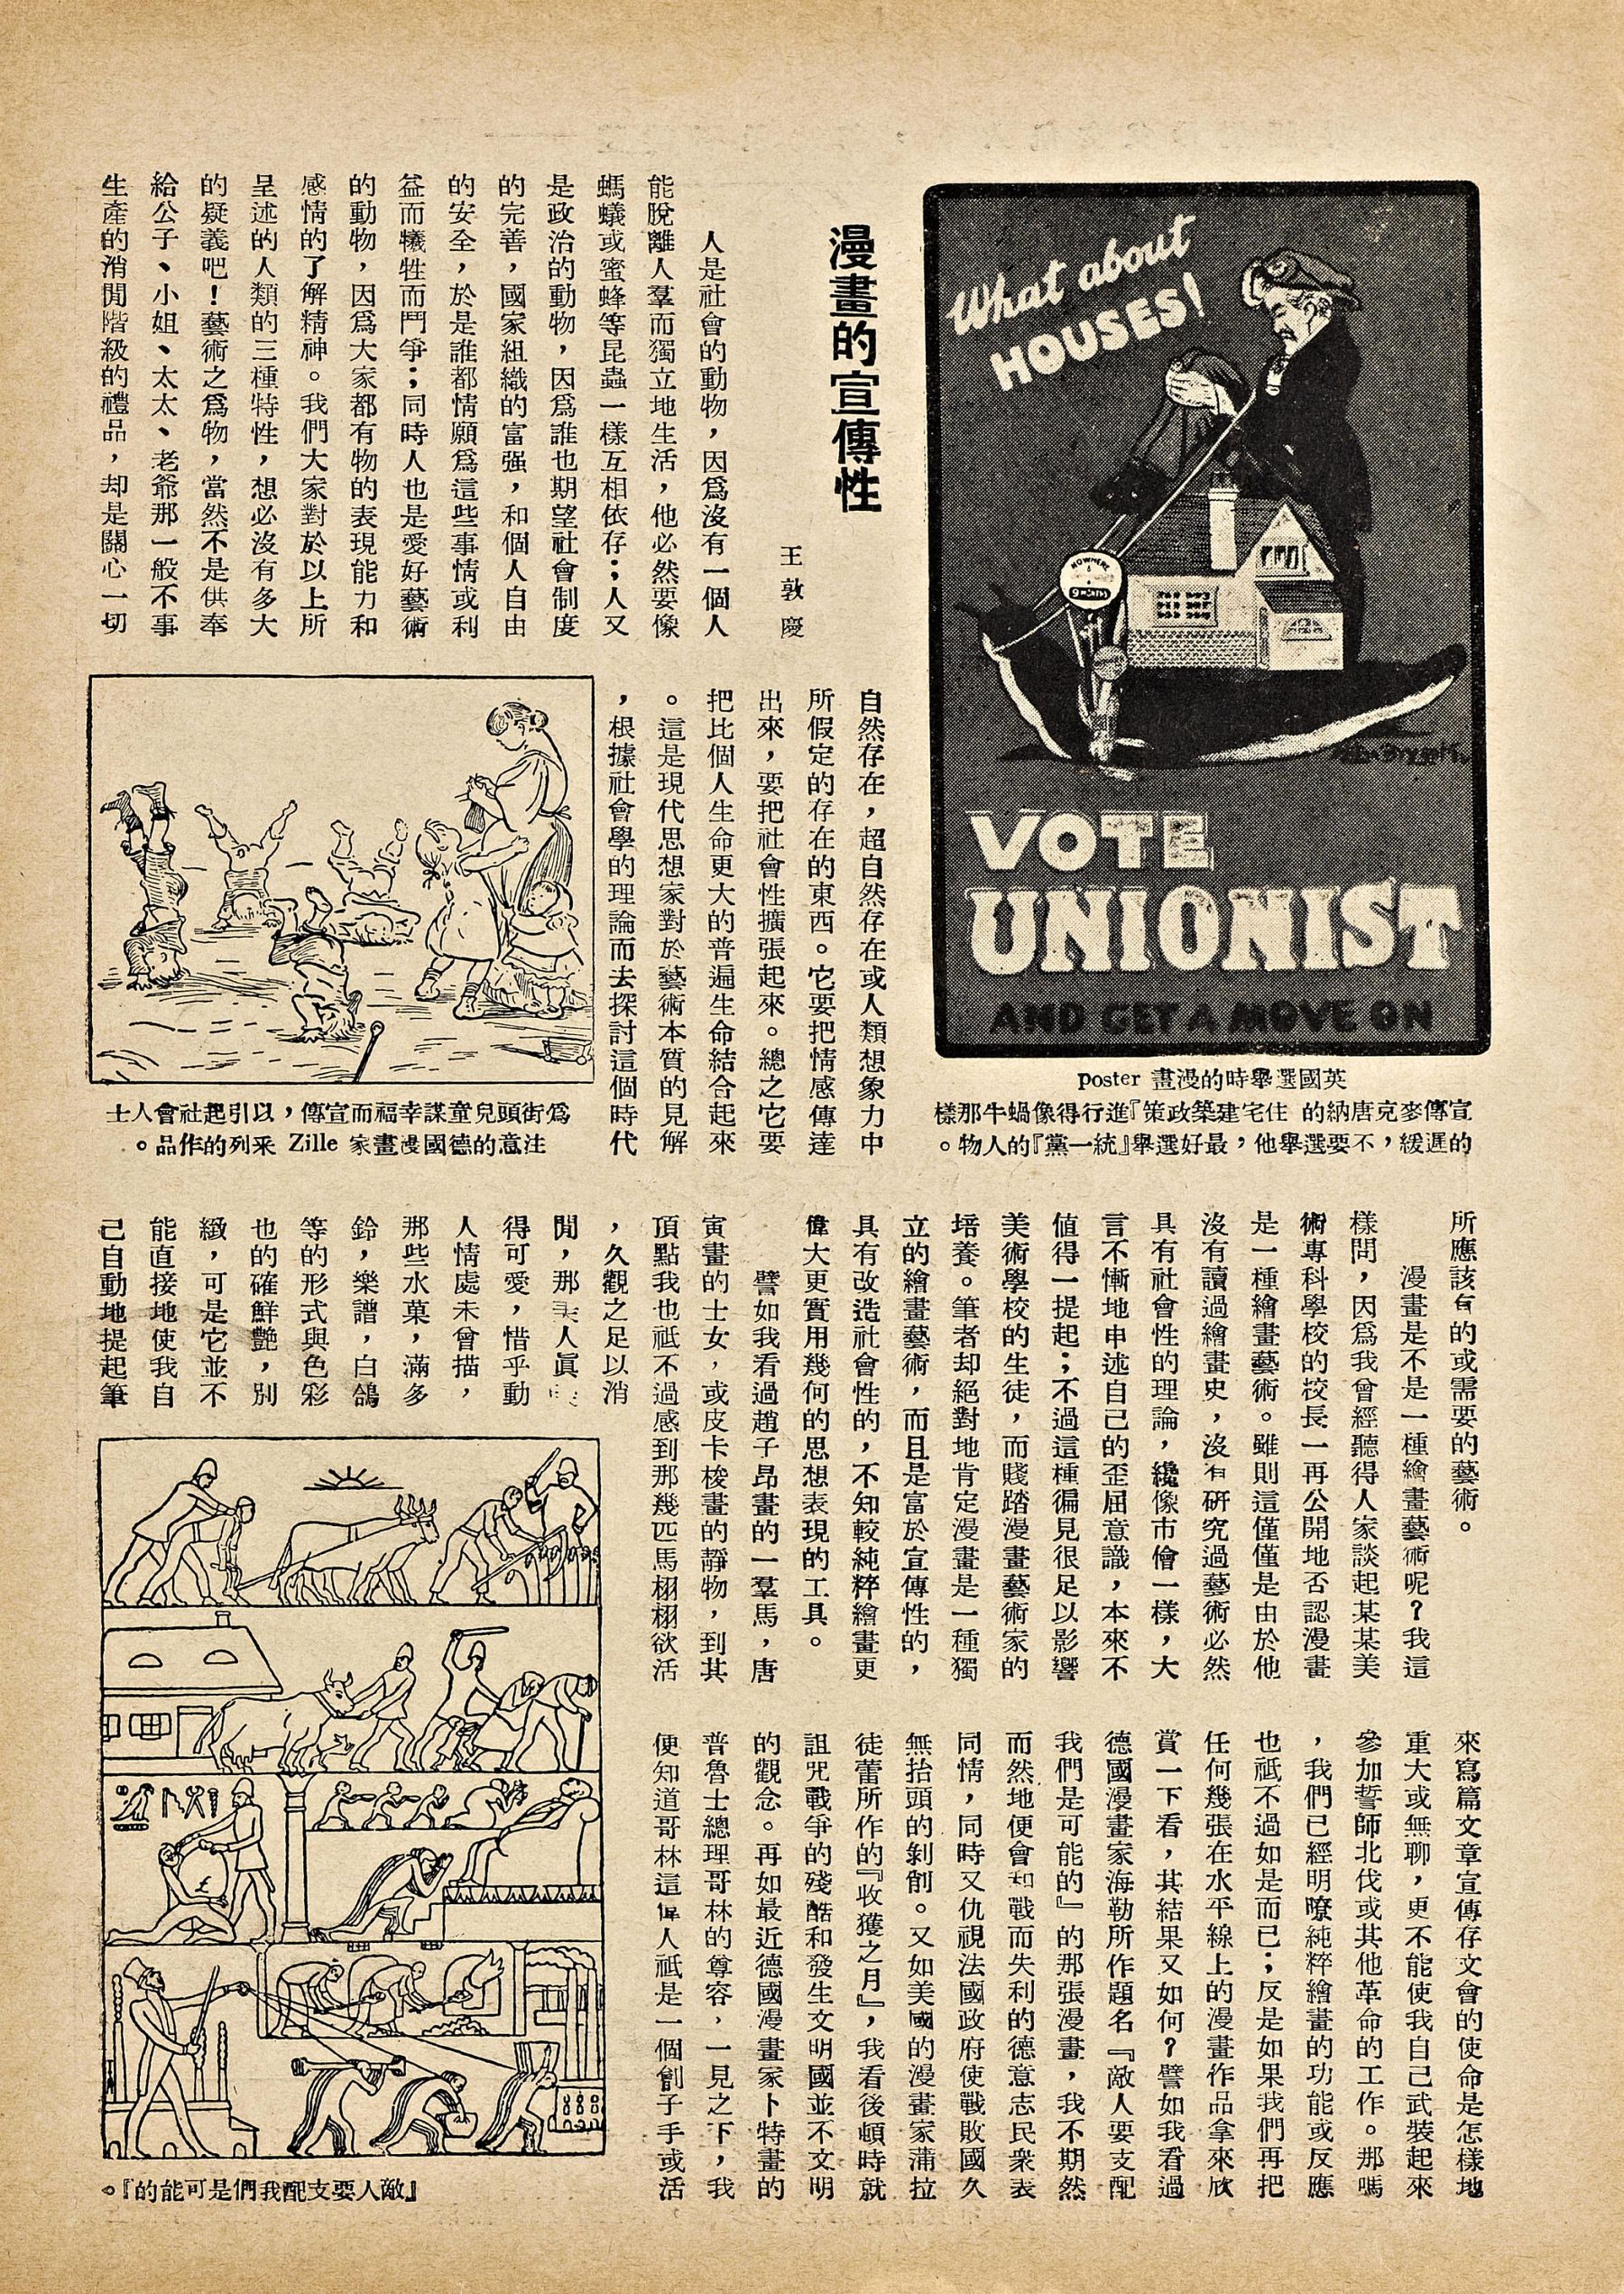 What about
HOUSES!
NOWHERE
9 MONTHS
VOTE
UNIONIST
AND GET A MOVE ON
英國選舉時的漫畫 poster
宣傳麥克唐納的 住宅建築政策『進行得像蝸牛那樣
的遲緩，不要選舉他，最好選舉『統一黨』的人物。
漫畫的宣傳性
王敦慶
人是社會的動物，因爲沒有一個人
能脫離人羣而獨立地生活，他必然要像
螞蟻或蜜蜂等昆蟲一樣互相依存；人又
是政治的動物，因爲誰也期望社會制度
的完善，國家組織的富强，和個人自由
的安全，於是誰都情願爲這些事情或利
益而犧牲而鬥爭；同時人也是愛好藝術
的動物，因爲大家都有物的表現能力和
感情的了解精神。我們大家對於以上所
呈述的人類的三種特性，想必沒有多大
的疑義吧！藝術之爲物，當然不是供奉
給公子、小姐、太太、老爺那一般不事
生產的消閒階級的禮品，却是關心一切
自然存在，超自然存在或人類想象力中
所假定的存在的東西。它要把情感傳達
出來，要把社會性擴張起來。總之它要
把比個人生命更大的普遍生命結合起來
。這是現代思想家對於藝術本質的見解
，根據社會學的理論而去探討這個時代
爲街頭兒童謀幸福而宣傳，以引起社會人士
注意的德國漫畫家 Zille 釆列的作品。
所應該有的或需要的藝術。
漫畫是不是一種繪畫藝術呢？我這
樣問，因爲我曾經聽得人家談起某某美
術專科學校的校長一再公開地否認漫畫
是一種繪畫藝術。雖則這僅僅是由於他
沒有讀過繪畫史，沒有研究過藝術必然
具有社會性的理論，纔像市儈一樣，大
言不慚地申述自己的歪屈意識，本來不
值得一提起；不過這種徧見很足以影響
美術學校的生徒，而賤踏漫畫藝術家的
培養。筆者却絕對地肯定漫畫是一種獨
立的繪畫藝術，而且是富於宣傳性的，
具有改造社會性的，不知較純粹繪畫更
偉大更實用幾何的思想表現的工具。
譬如我看過趙子昂畫的一羣馬，唐
寅畫的士女，或皮卡梭畫的靜物，到其
頂點我也祗不過感到那幾匹馬栩栩欲活
，久觀之足以消
閒，那美人眞
得可愛，惜乎動
人情處未曾描，
那些水菓，滿多
鈴，樂譜，白鴿
等的形式與色彩
也的確鮮艷，別
緻，可是它並不
能直接地使我自
己自動地提起筆
來寫篇文章宣傳存文會的使命是怎樣地
重大或無聊，更不能使我自己武裝起來
參加誓師北伐或其他革命的工作。那嗎
，我們已經明瞭純粹繪畫的功能或反應
也祗不過如是而已；反是如果我們再把
任何幾張在水平線上的漫畫作品拿來欣
賞一下看，其結果又如何？譬如我看過
德國漫畫家海勒所作題名『敵人要支配
我們是可能的』的那張漫畫，我不期然
而然地便會和戰而失利的德意志民衆表
同情，同時又仇視法國政府使戰敗國久
無抬頭的剝削。又如美國的漫畫家蒲拉
徒蕾所作的『收獲之月』，我看後頓時就
詛咒戰爭的殘酷和發生文明國並不文明
的觀念。再如最近德國漫畫家卜特畫的
普魯士總理哥林的尊容，一見之下，我
便知道哥林這偉人祗是一個創子手或活
『敵人要支配我們是可能的』。